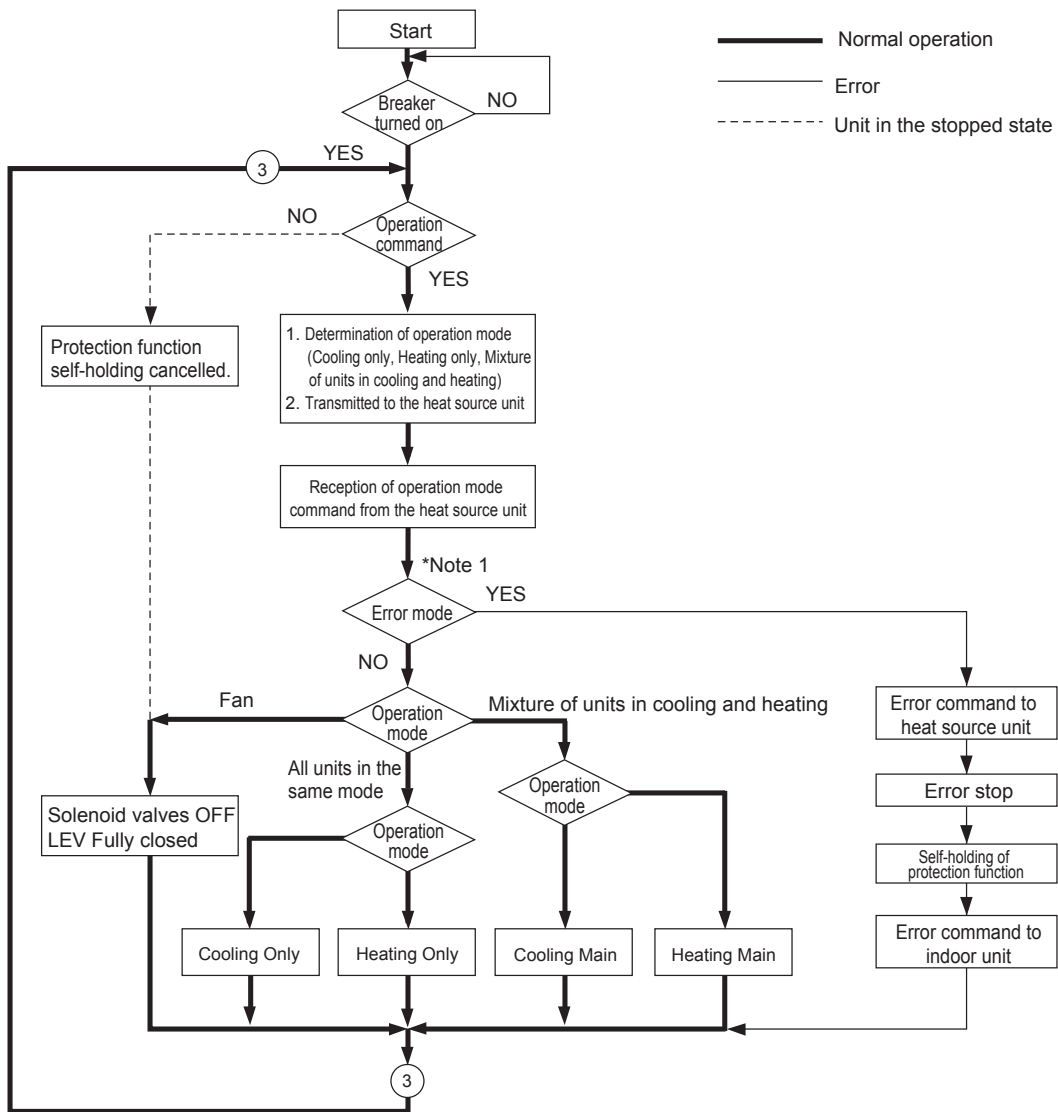 Start
Normal operation
Error
Unit in the stopped state
Breaker
turned on
NO
YES
3
Operation
command
NO
YES
Protection function
self-holding cancelled.
1. Determination of operation mode
(Cooling only, Heating only, Mixture
of units in cooling and heating)
2. Transmitted to the heat source unit
Reception of operation mode
command from the heat source unit
*Note 1
Error mode
YES
NO
Fan
Operation
mode
Mixture of units in cooling and heating
All units in the
same mode
Operation
mode
Operation
mode
Error command to
heat source unit
Error stop
Self-holding of
protection function
Error command to
indoor unit
Solenoid valves OFF
LEV Fully closed
Cooling Only
Heating Only
Cooling Main
Heating Main
3